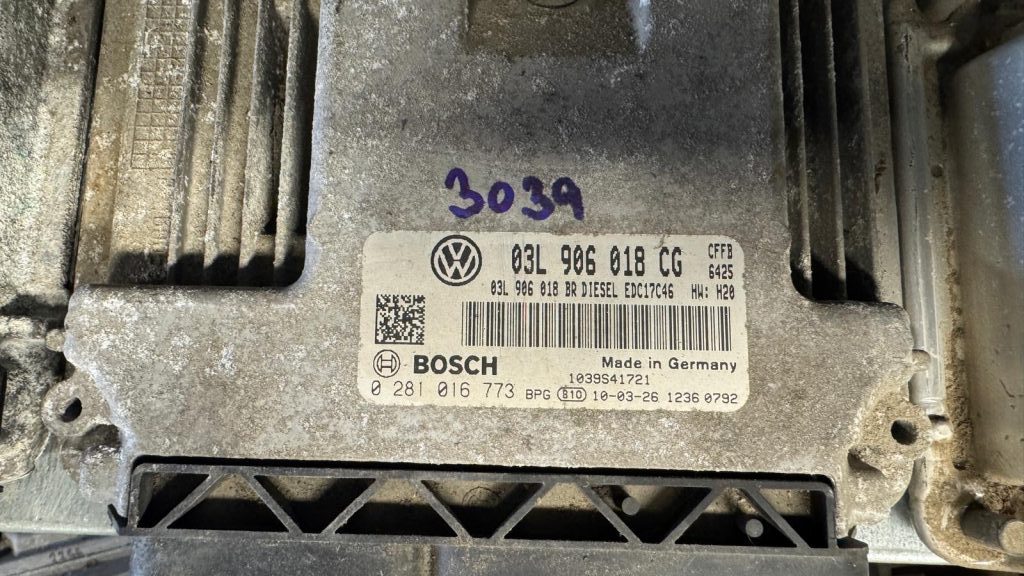 3039
03L 906 018 CG CFFB
6425
03L 906 018 BR DIESEL EDC17C46 HW: H20
BOSCH Made in Germany
1039S41721
0 281 016 773 BPG 810 10-03-26 1236 0792